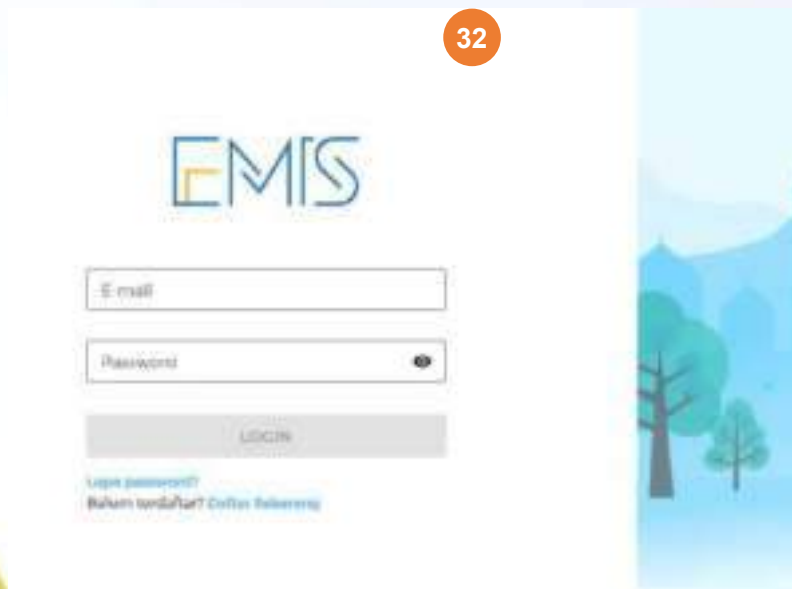 32
EMIS
E-mail
Password
LOGIN
Lupa password?
Belum terdaftar? Daftar Sekarang